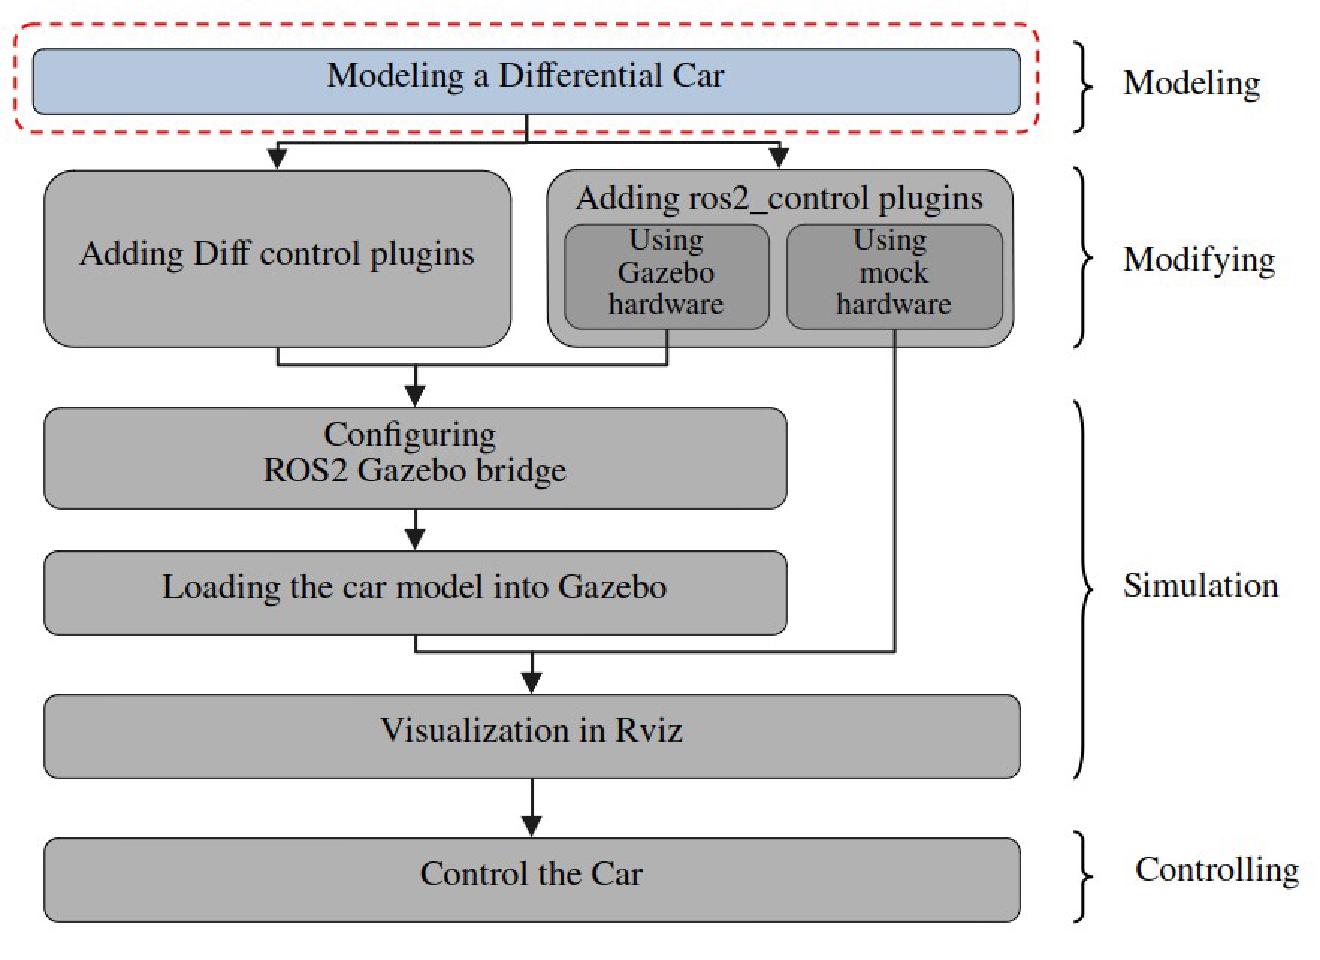 Modeling a Differential Car
Modeling
Adding Diff control plugins
Adding ros2_control plugins
Using
Gazebo
hardware
Using
mock
hardware
Modifying
Configuring
ROS2 Gazebo bridge
Loading the car model into Gazebo
Visualization in Rviz
Simulation
Control the Car
Controlling